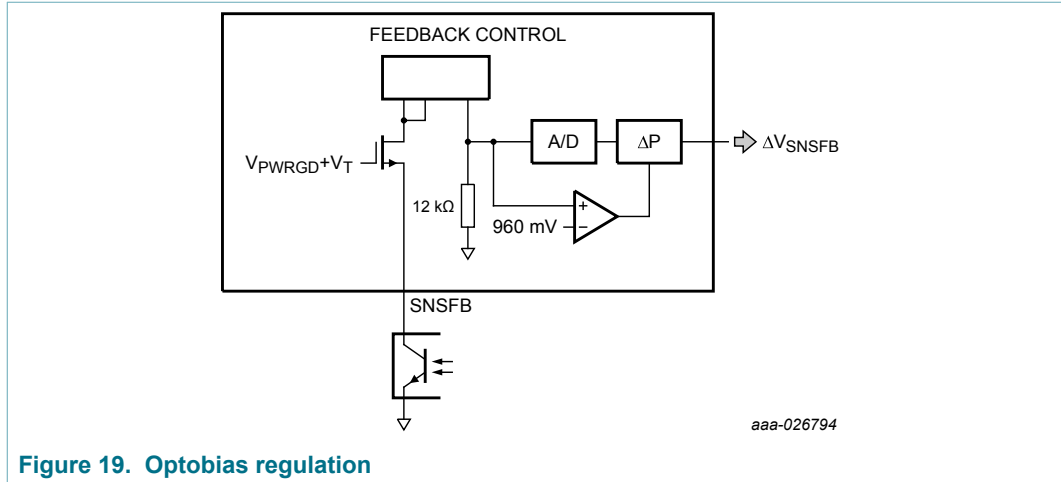 FEEDBACK CONTROL
A/D
ΔP
ΔVSNSFB
VPWRGD+VT
12 kΩ
+
960 mV
−
SNSFB
aaa-026794
Figure 19. Optobias regulation